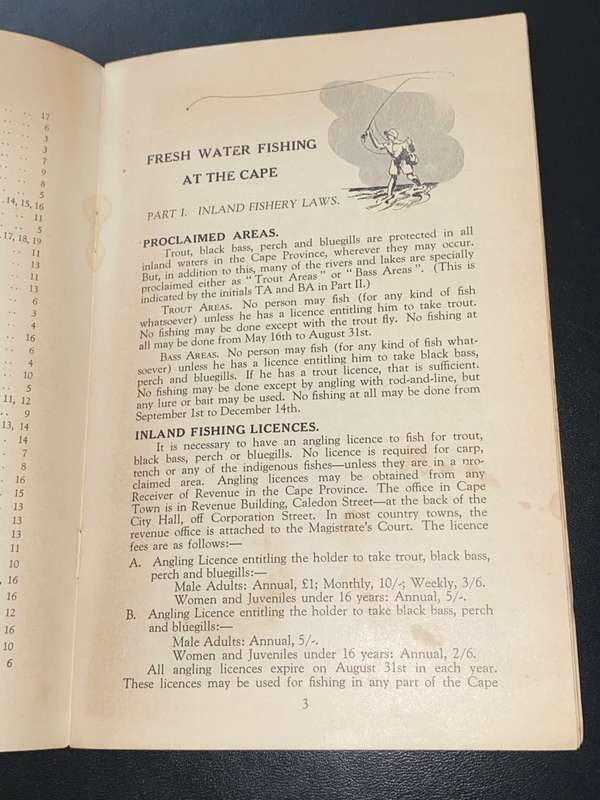 .. .. 17
.. .. 6
.. .. 3
.. .. 3
.. .. 7
.. .. 9
.. .. 8
.. .. 5
. 14, 15, 16
.. .. 11
.. .. 5
. 17, 18, 19
.. .. 11
.. .. 13
.. .. 11
.. .. 13
.. .. 6
.. .. 3
.. .. 4
.. .. 16
.. .. 6
.. .. 4
.. .. 10
.. .. 5
. 11, 12
.. 9
. 13, 14
.. 14
.. 7
.. 8
.. 16
.. 15
. 13
. 13
. 13
11
10
, 16
16
12
16
10
6
FRESH WATER FISHING
AT THE CAPE
PART I. INLAND FISHERY LAWS.
PROCLAIMED AREAS.
Trout, black bass, perch and bluegills are protected in all
inland waters in the Cape Province, wherever they may occur.
But, in addition to this, many of the rivers and lakes are specially
proclaimed either as "Trout Areas" or "Bass Areas". (This is
indicated by the initials TA and BA in Part II.)
TROUT AREAS. No person may fish (for any kind of fish
whatsoever) unless he has a licence entitling him to take trout.
No fishing may be done except with the trout fly. No fishing at
all may be done from May 16th to August 31st.
BASS AREAS. No person may fish (for any kind of fish what-
soever) unless he has a licence entitling him to take black bass,
perch and bluegills. If he has a trout licence, that is sufficient.
No fishing may be done except by angling with rod-and-line, but
any lure or bait may be used. No fishing at all may be done from
September 1st to December 14th.
INLAND FISHING LICENCES.
It is necessary to have an angling licence to fish for trout,
black bass, perch or bluegills. No licence is required for carp,
tench or any of the indigenous fishes—unless they are in a pro-
claimed area. Angling licences may be obtained from any
Receiver of Revenue in the Cape Province. The office in Cape
Town is in Revenue Building, Caledon Street—at the back of the
City Hall, off Corporation Street. In most country towns, the
revenue office is attached to the Magistrate's Court. The licence
fees are as follows:—
A. Angling Licence entitling the holder to take trout, black bass,
perch and bluegills:—
Male Adults: Annual, £1; Monthly, 10/-; Weekly, 3/6.
Women and Juveniles under 16 years: Annual, 5/-.
B. Angling Licence entitling the holder to take black bass, perch
and bluegills:—
Male Adults: Annual, 5/-.
Women and Juveniles under 16 years: Annual, 2/6.
All angling licences expire on August 31st in each year.
These licences may be used for fishing in any part of the Cape
3